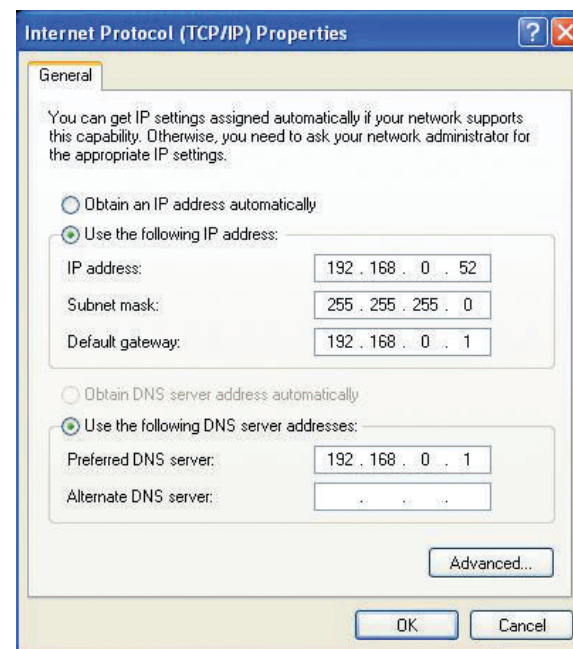 Internet Protocol (TCP/IP) Properties
General
You can get IP settings assigned automatically if your network supports
this capability. Otherwise, you need to ask your network administrator for
the appropriate IP settings.
Obtain an IP address automatically
Use the following IP address:
IP address: 192 . 168 . 0 . 52
Subnet mask: 255 . 255 . 255 . 0
Default gateway: 192 . 168 . 0 . 1
Obtain DNS server address automatically
Use the following DNS server addresses:
Preferred DNS server: 192 . 168 . 0 . 1
Alternate DNS server: . . .
Advanced...
OK Cancel